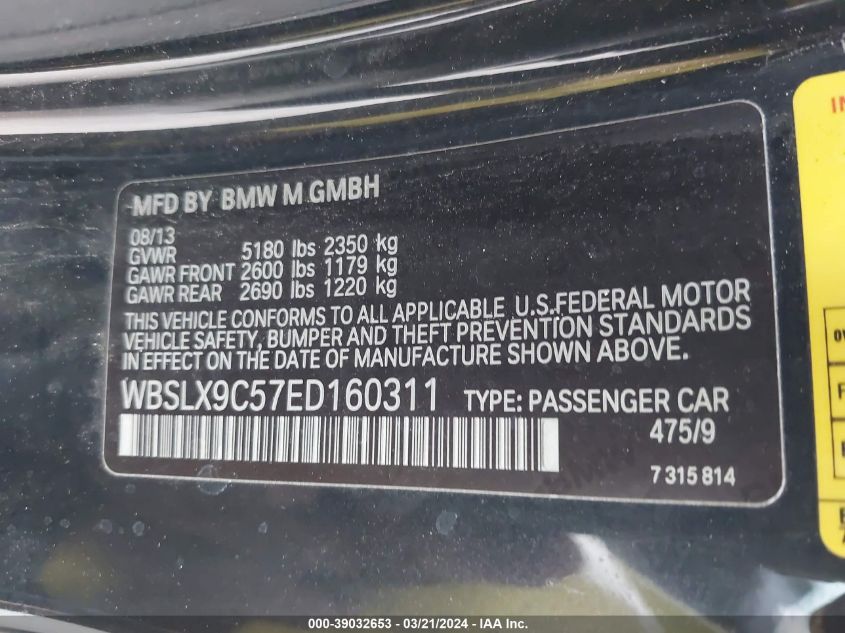 MFD BY BMW M GMBH
08/13
GVWR 5180 lbs 2350 kg
GAWR FRONT 2600 lbs 1179 kg
GAWR REAR 2690 lbs 1220 kg
THIS VEHICLE CONFORMS TO ALL APPLICABLE U.S.FEDERAL MOTOR
VEHICLE SAFETY, BUMPER AND THEFT PREVENTION STANDARDS
IN EFFECT ON THE DATE OF MANUFACTURE SHOWN ABOVE.
WBSLX9C57ED160311 TYPE: PASSENGER CAR
475/9
7 315 814
000-39032653 - 03/21/2024 - IAA Inc.